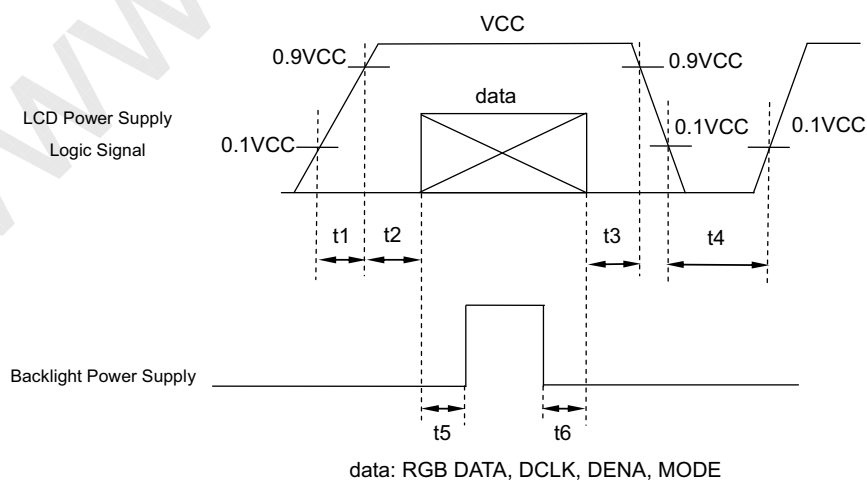 VCC
0.9VCC
0.9VCC
data
LCD Power Supply
Logic Signal
0.1VCC
0.1VCC
0.1VCC
t1
t2
t3
t4
Backlight Power Supply
t5
t6
data: RGB DATA, DCLK, DENA, MODE